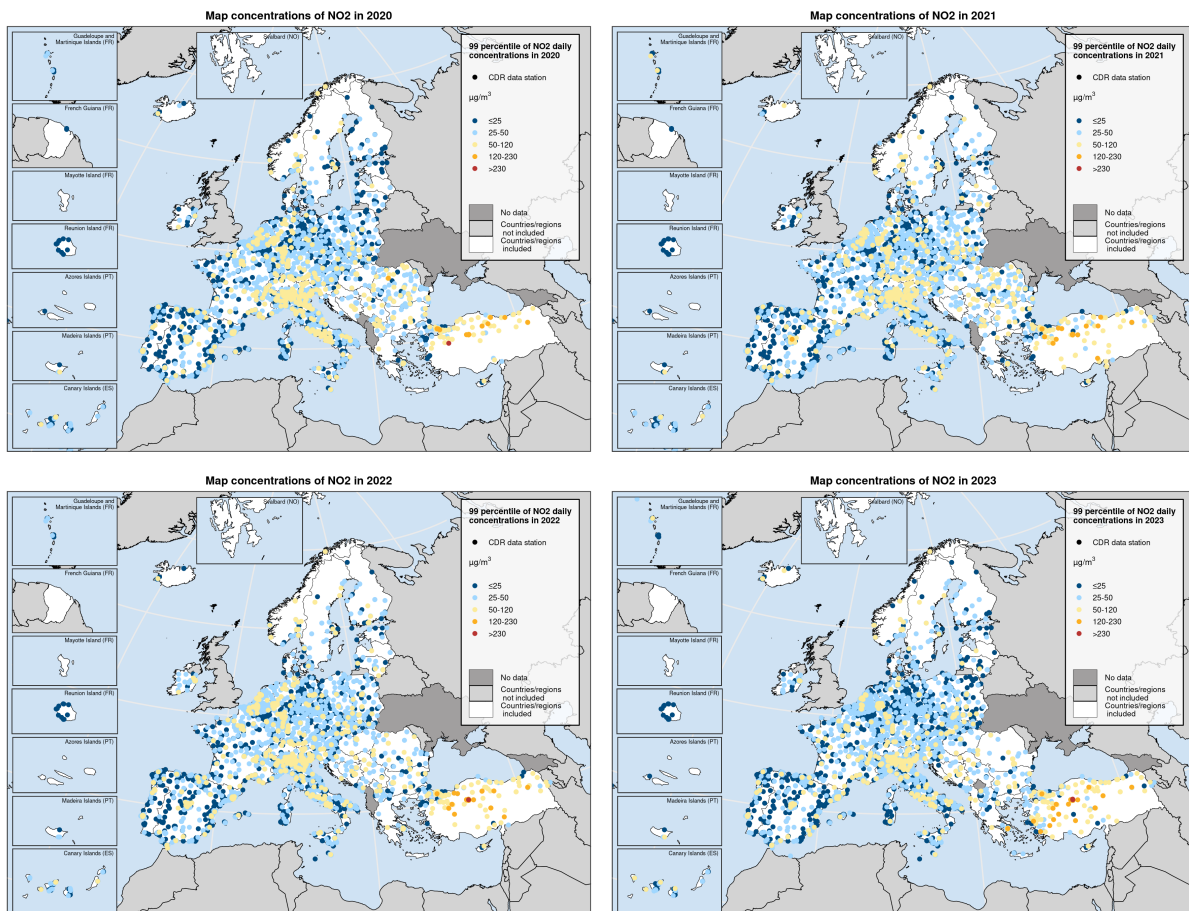 Map concentrations of NO2 in 2020
Guadeloupe and
Martinique Islands (FR)
Svalbard (NO)
French Guiana (FR)
Mayotte Island (FR)
Reunion Island (FR)
Azores Islands (PT)
Madeira Islands (PT)
Canary Islands (ES)
99 percentile of NO2 daily
concentrations in 2020
CDR data station
µg/m³
≤25
25-50
50-120
120-230
>230
No data
Countries/regions
not included
Countries/regions
included
Map concentrations of NO2 in 2021
Guadeloupe and
Martinique Islands (FR)
Svalbard (NO)
French Guiana (FR)
Mayotte Island (FR)
Reunion Island (FR)
Azores Islands (PT)
Madeira Islands (PT)
Canary Islands (ES)
99 percentile of NO2 daily
concentrations in 2021
CDR data station
µg/m³
≤25
25-50
50-120
120-230
>230
No data
Countries/regions
not included
Countries/regions
included
Map concentrations of NO2 in 2022
Guadeloupe and
Martinique Islands (FR)
Svalbard (NO)
French Guiana (FR)
Mayotte Island (FR)
Reunion Island (FR)
Azores Islands (PT)
Madeira Islands (PT)
Canary Islands (ES)
99 percentile of NO2 daily
concentrations in 2022
CDR data station
µg/m³
≤25
25-50
50-120
120-230
>230
No data
Countries/regions
not included
Countries/regions
included
Map concentrations of NO2 in 2023
Guadeloupe and
Martinique Islands (FR)
Svalbard (NO)
French Guiana (FR)
Mayotte Island (FR)
Reunion Island (FR)
Azores Islands (PT)
Madeira Islands (PT)
Canary Islands (ES)
99 percentile of NO2 daily
concentrations in 2023
CDR data station
µg/m³
≤25
25-50
50-120
120-230
>230
No data
Countries/regions
not included
Countries/regions
included